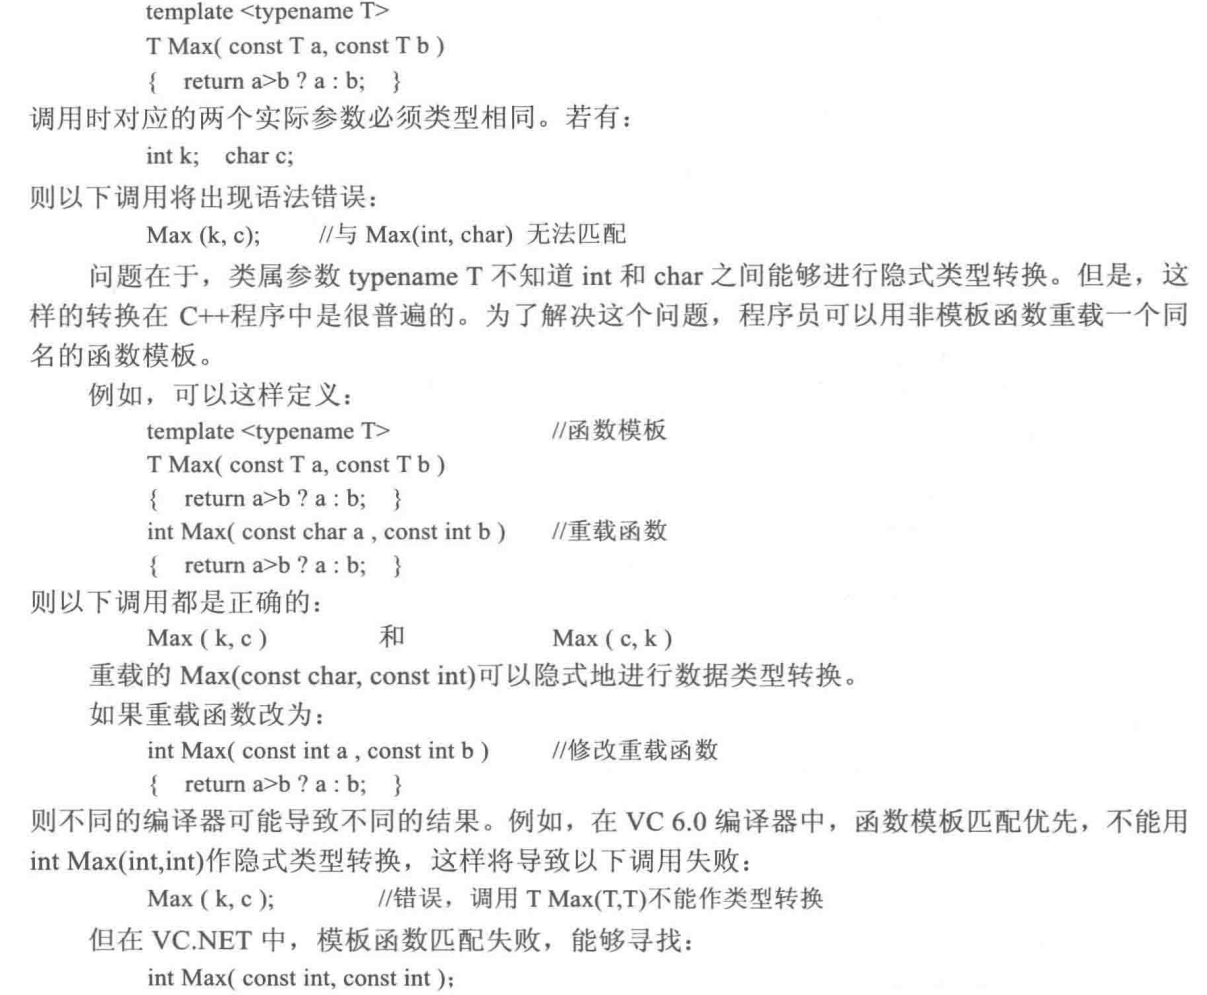 template <typename T>
T Max( const T a, const T b )
{ return a>b ? a : b; }
调用时对应的两个实际参数必须类型相同。若有：
int k; char c;
则以下调用将出现语法错误：
Max (k, c); //与 Max(int, char) 无法匹配
问题在于，类属参数 typename T 不知道 int 和 char 之间能够进行隐式类型转换。但是，这
样的转换在 C++程序中是很普遍的。为了解决这个问题，程序员可以用非模板函数重载一个同
名的函数模板。
例如，可以这样定义：
template <typename T> //函数模板
T Max( const T a, const T b )
{ return a>b ? a : b; }
int Max( const char a , const int b ) //重载函数
{ return a>b ? a : b; }
则以下调用都是正确的：
Max ( k, c ) 和 Max ( c, k )
重载的 Max(const char, const int)可以隐式地进行数据类型转换。
如果重载函数改为：
int Max( const int a , const int b ) //修改重载函数
{ return a>b ? a : b; }
则不同的编译器可能导致不同的结果。例如，在 VC 6.0 编译器中，函数模板匹配优先，不能用
int Max(int,int)作隐式类型转换，这样将导致以下调用失败：
Max ( k, c ); //错误，调用 T Max(T,T)不能作类型转换
但在 VC.NET 中，模板函数匹配失败，能够寻找：
int Max( const int, const int );